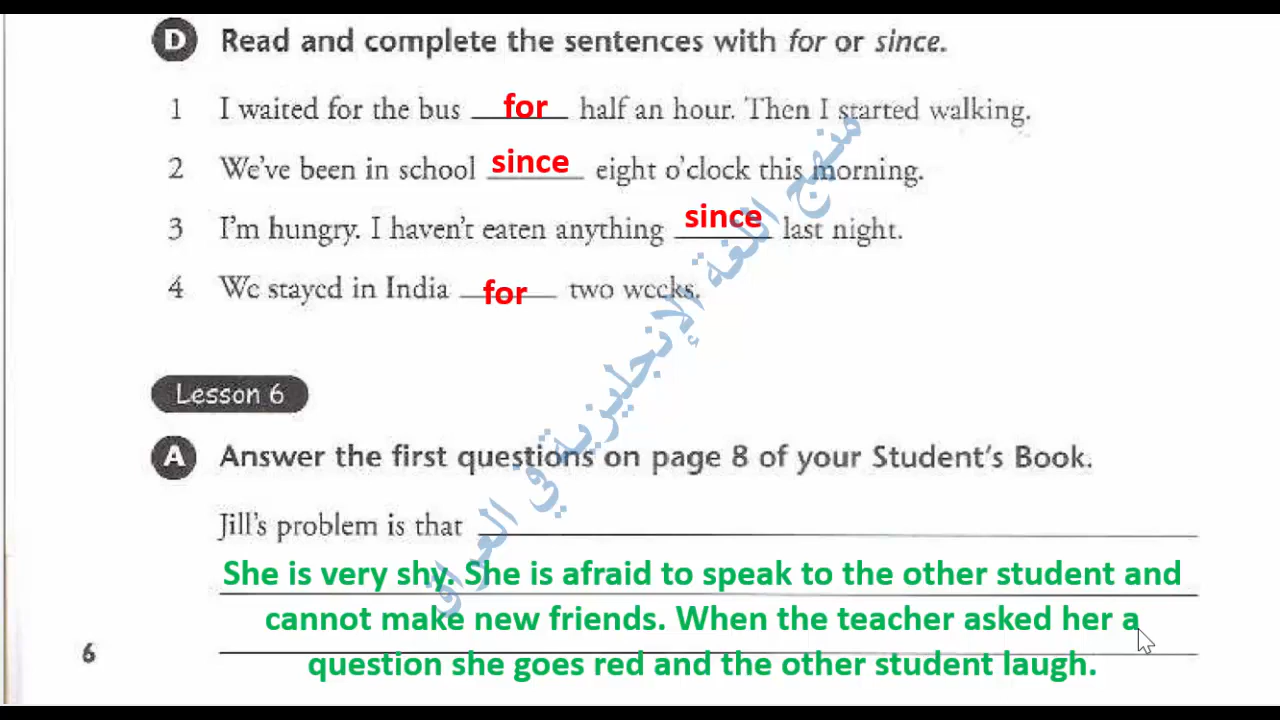 D Read and complete the sentences with for or since.
1 I waited for the bus for half an hour. Then I started walking.
2 We've been in school since eight o'clock this morning.
3 I'm hungry. I haven't eaten anything since last night.
4 We stayed in India for two weeks.
Lesson 6
A Answer the first questions on page 8 of your Student's Book.
Jill's problem is that
She is very shy. She is afraid to speak to the other student and
cannot make new friends. When the teacher asked her a
question she goes red and the other student laugh.
6
منهج اللغة الإنجليزية في العراق